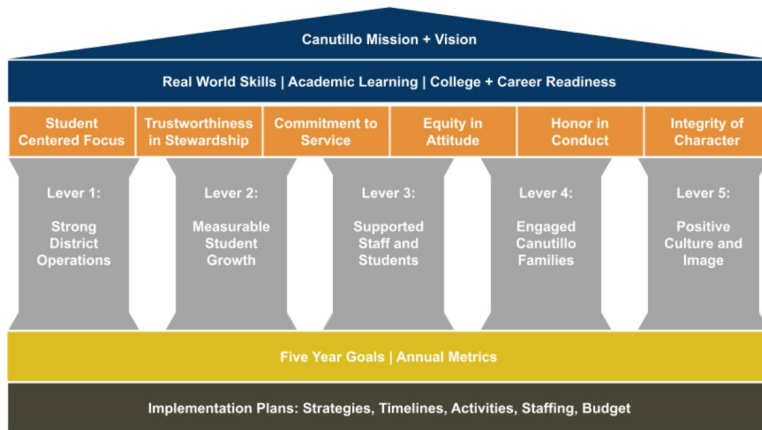 Canutillo Mission + Vision
Real World Skills | Academic Learning | College + Career Readiness
Student
Centered Focus
Trustworthiness
in Stewardship
Commitment to
Service
Equity in
Attitude
Honor in
Conduct
Integrity of
Character
Lever 1:
Strong
District
Operations
Lever 2:
Measurable
Student
Growth
Lever 3:
Supported
Staff and
Students
Lever 4:
Engaged
Canutillo
Families
Lever 5:
Positive
Culture and
Image
Five Year Goals | Annual Metrics
Implementation Plans: Strategies, Timelines, Activities, Staffing, Budget